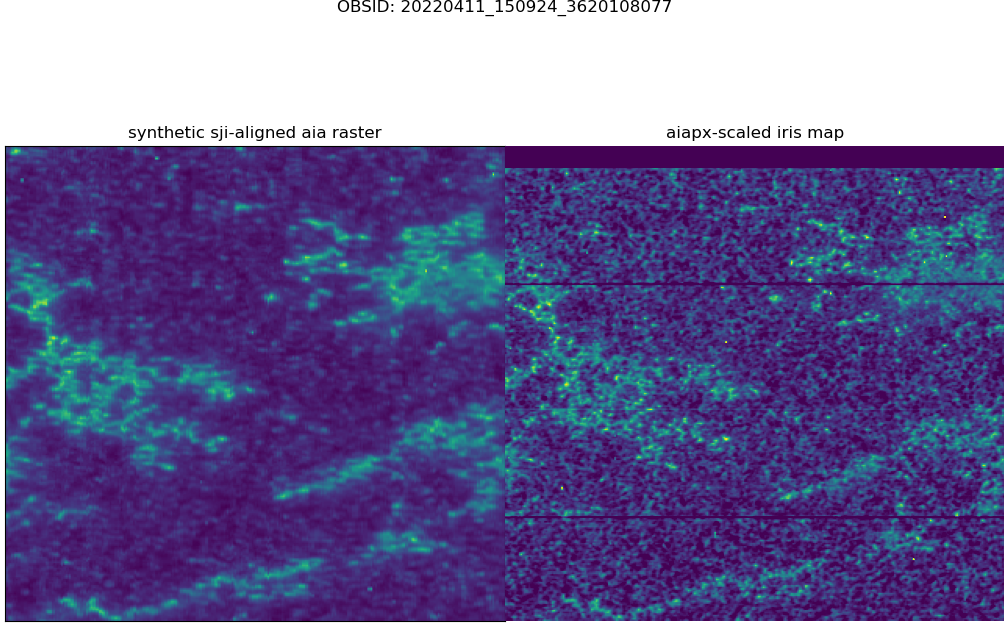 OBSID: 20220411_150924_3620108077
synthetic sji-aligned aia raster
aiapx-scaled iris map